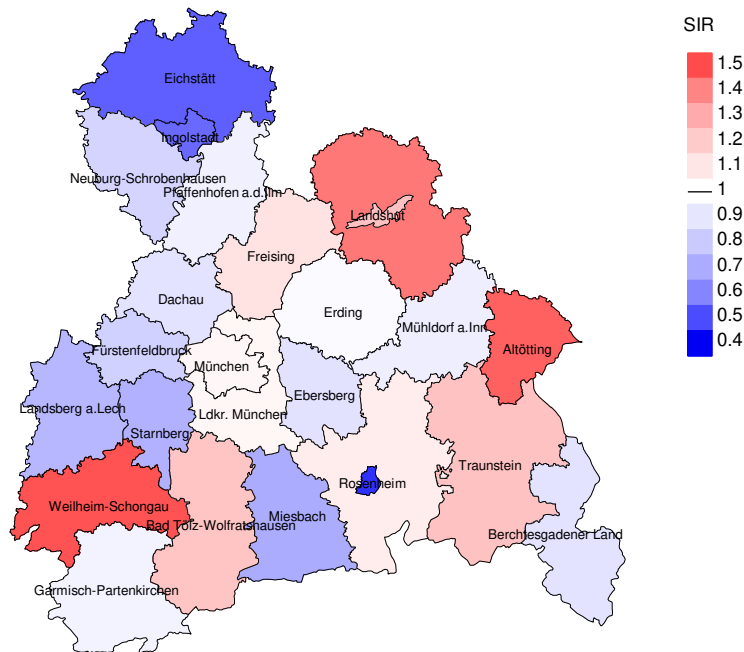 SIR
1.5
1.4
1.3
1.2
1.1
1
0.9
0.8
0.7
0.6
0.5
0.4
Eichstätt
Ingolstadt
Neuburg-Schrobenhausen
Pfaffenhofen a.d.Ilm
Landshut
Freising
Dachau
Erding
Mühldorf a.Inn
Altötting
Fürstenfeldbruck
München
Ebersberg
Landsberg a.Lech
Ldkr. München
Starnberg
Traunstein
Rosenheim
Weilheim-Schongau
Miesbach
Bad Tölz-Wolfratshausen
Berchtesgadener Land
Garmisch-Partenkirchen